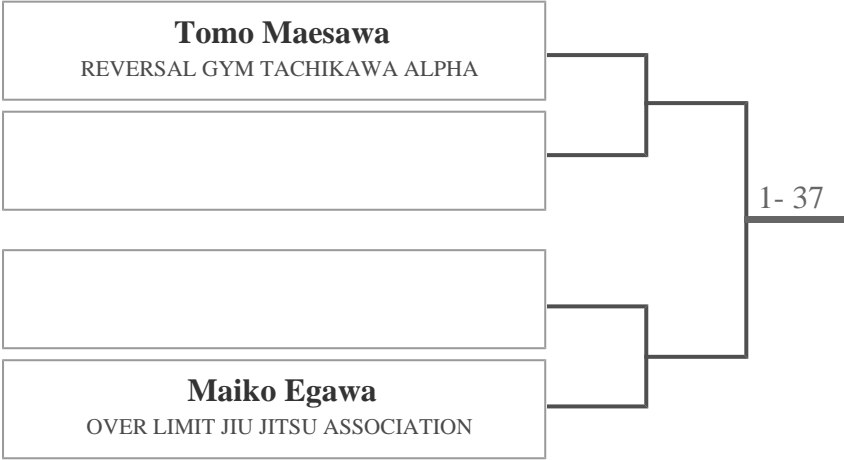 Tomo Maesawa
REVERSAL GYM TACHIKAWA ALPHA
1- 37
Maiko Egawa
OVER LIMIT JIU JITSU ASSOCIATION